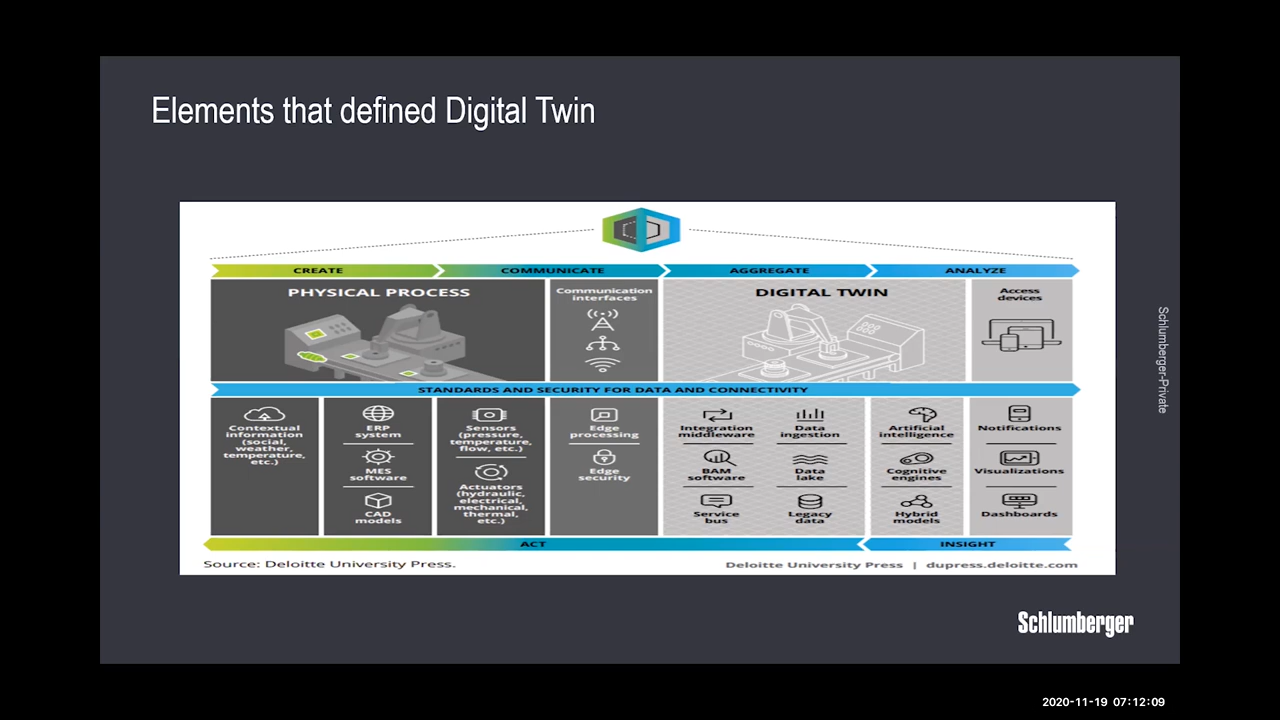 Elements that defined Digital Twin
CREATE
COMMUNICATE
AGGREGATE
ANALYZE
PHYSICAL PROCESS
Communication
interfaces
DIGITAL TWIN
Access
devices
STANDARDS AND SECURITY FOR DATA AND CONNECTIVITY
Contextual
information
(social,
weather,
temperature,
etc.)
ERP
system
MES
software
CAD
models
Sensors
(pressure,
temperature,
flow, etc.)
Actuators
(hydraulic,
electrical,
mechanical,
thermal,
etc.)
Edge
processing
Edge
security
Integration
middleware
BAM
software
Service
bus
Data
ingestion
Data
lake
Legacy
data
Artificial
intelligence
Cognitive
engines
Hybrid
models
Notifications
Visualizations
Dashboards
ACT
INSIGHT
Source: Deloitte University Press.
Deloitte University Press | dupress.deloitte.com
Schlumberger-Private
Schlumberger
2020-11-19 07:12:09